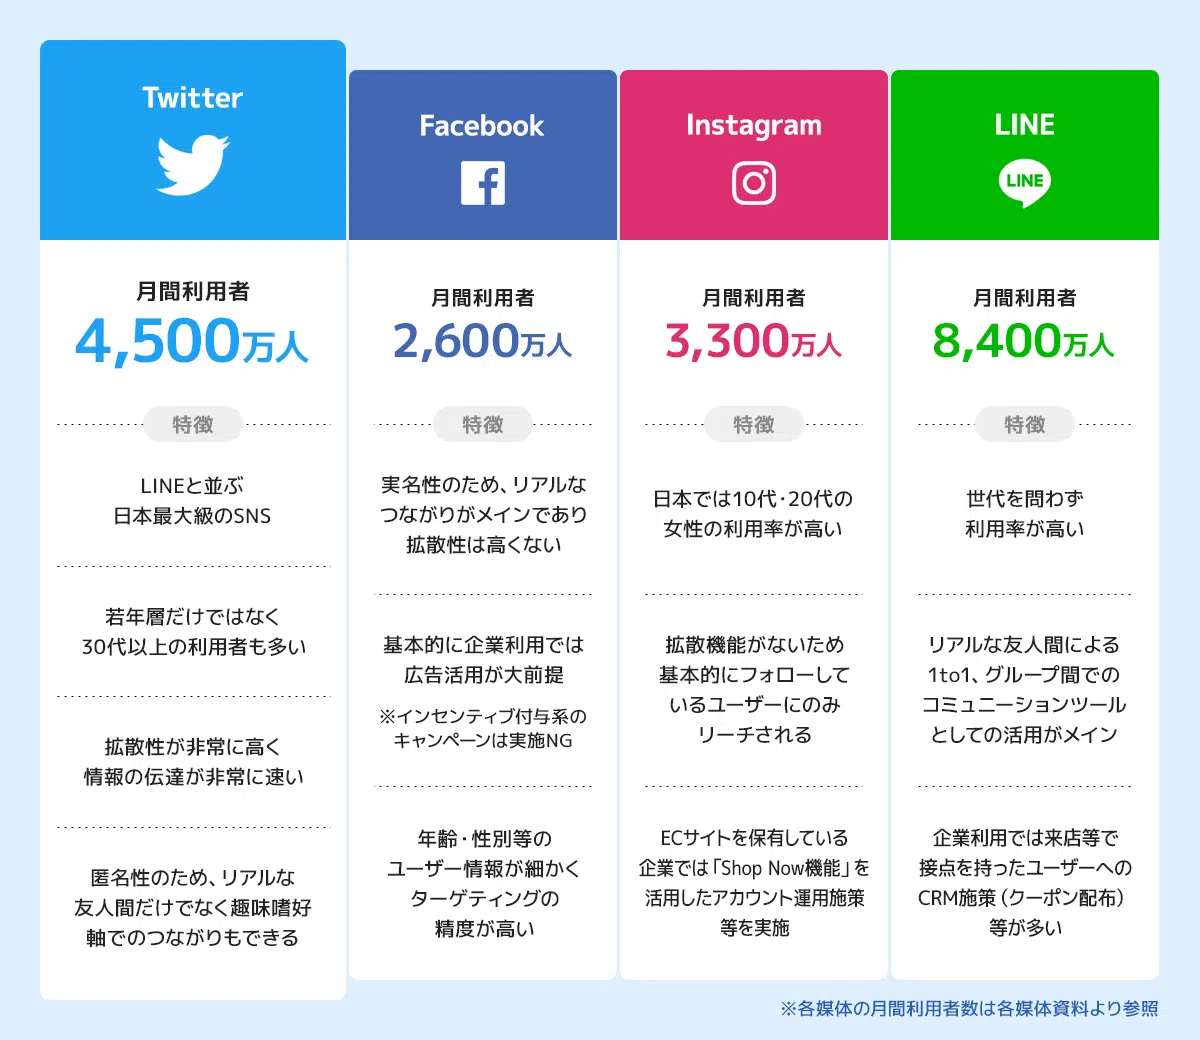 Twitter
月間利用者
4,500万人
特徴
LINEと並ぶ
日本最大級のSNS
若年層だけではなく
30代以上の利用者も多い
拡散性が非常に高く
情報の伝達が非常に速い
匿名性のため、リアルな
友人間だけでなく趣味嗜好
軸でのつながりもできる
Facebook
月間利用者
2,600万人
特徴
実名性のため、リアルな
つながりがメインであり
拡散性は高くない
基本的に企業利用では
広告活用が大前提
※インセンティブ付与系の
キャンペーンは実施NG
年齢・性別等の
ユーザー情報が細かく
ターゲティングの
精度が高い
Instagram
月間利用者
3,300万人
特徴
日本では10代・20代の
女性の利用率が高い
拡散機能がないため
基本的にフォローして
いるユーザーにのみ
リーチされる
ECサイトを保有している
企業では「Shop Now機能」を
活用したアカウント運用施策
等を実施
LINE
LINE
月間利用者
8,400万人
特徴
世代を問わず
利用率が高い
リアルな友人間による
1to1、グループ間での
コミュニーションツール
としての活用がメイン
企業利用では来店等で
接点を持ったユーザーへの
CRM施策（クーポン配布）
等が多い
※各媒体の月間利用者数は各媒体資料より参照